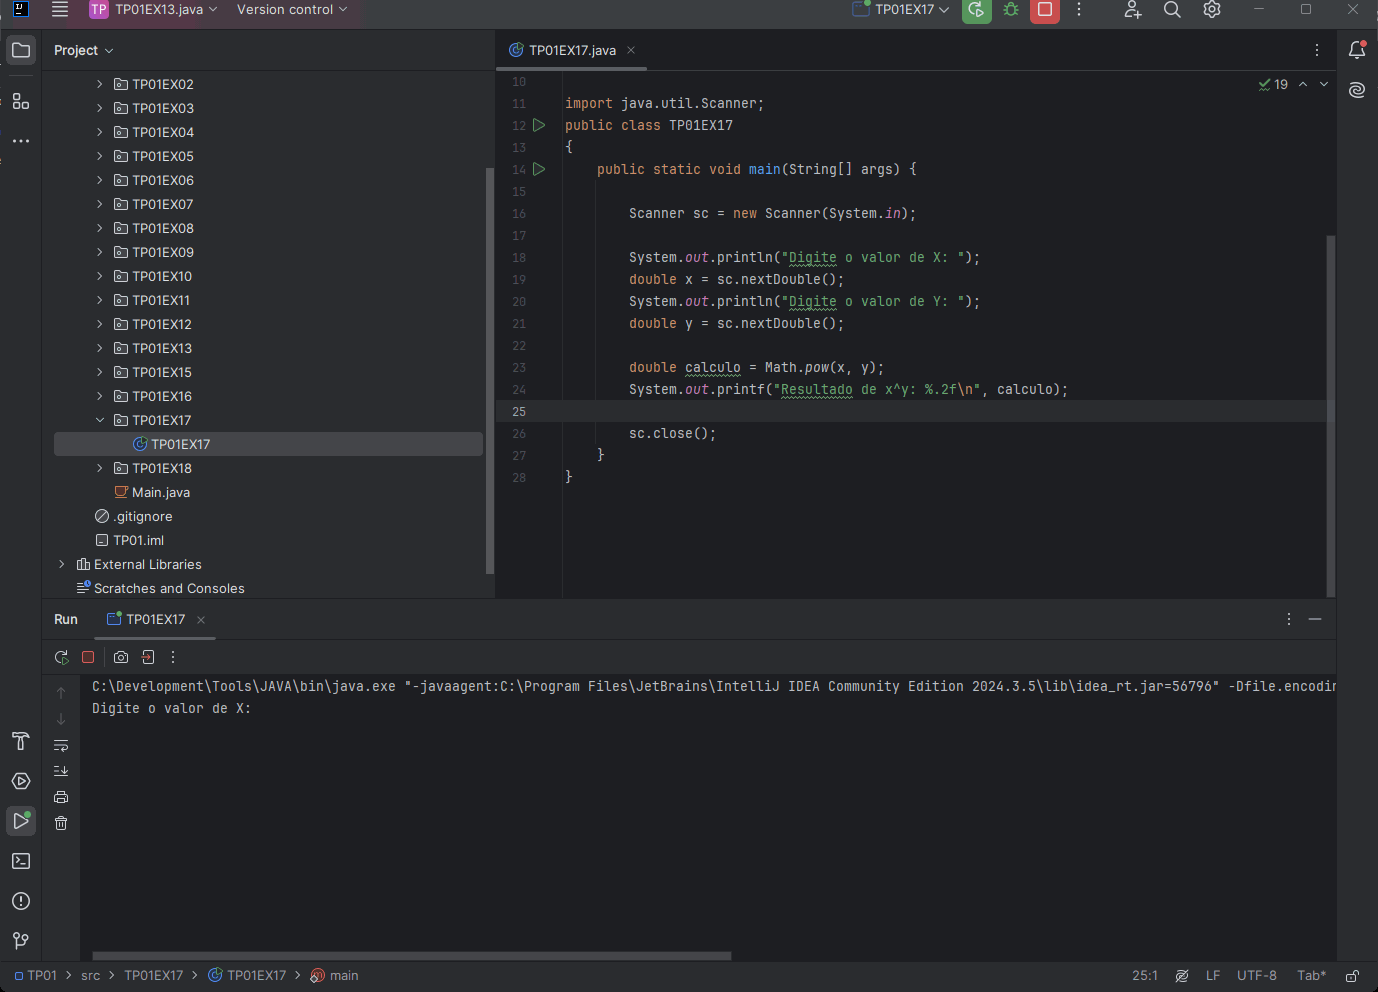 IJ
TP TP01EX13.java Version control TP01EX17
Project
TP01EX17.java
TP01EX02
TP01EX03
TP01EX04
TP01EX05
TP01EX06
TP01EX07
TP01EX08
TP01EX09
TP01EX10
TP01EX11
TP01EX12
TP01EX13
TP01EX15
TP01EX16
TP01EX17
TP01EX17
TP01EX18
Main.java
.gitignore
TP01.iml
External Libraries
Scratches and Consoles
19
10
11 import java.util.Scanner;
12 public class TP01EX17
13 {
14 public static void main(String[] args) {
15
16 Scanner sc = new Scanner(System.in);
17
18 System.out.println("Digite o valor de X: ");
19 double x = sc.nextDouble();
20 System.out.println("Digite o valor de Y: ");
21 double y = sc.nextDouble();
22
23 double calculo = Math.pow(x, y);
24 System.out.printf("Resultado de x^y: %.2f\n", calculo);
25
26 sc.close();
27 }
28 }
Run TP01EX17
C:\Development\Tools\JAVA\bin\java.exe "-javaagent:C:\Program Files\JetBrains\IntelliJ IDEA Community Edition 2024.3.5\lib\idea_rt.jar=56796" -Dfile.encodin
Digite o valor de X:
TP01 > src > TP01EX17 > TP01EX17 > main 25:1 LF UTF-8 Tab*